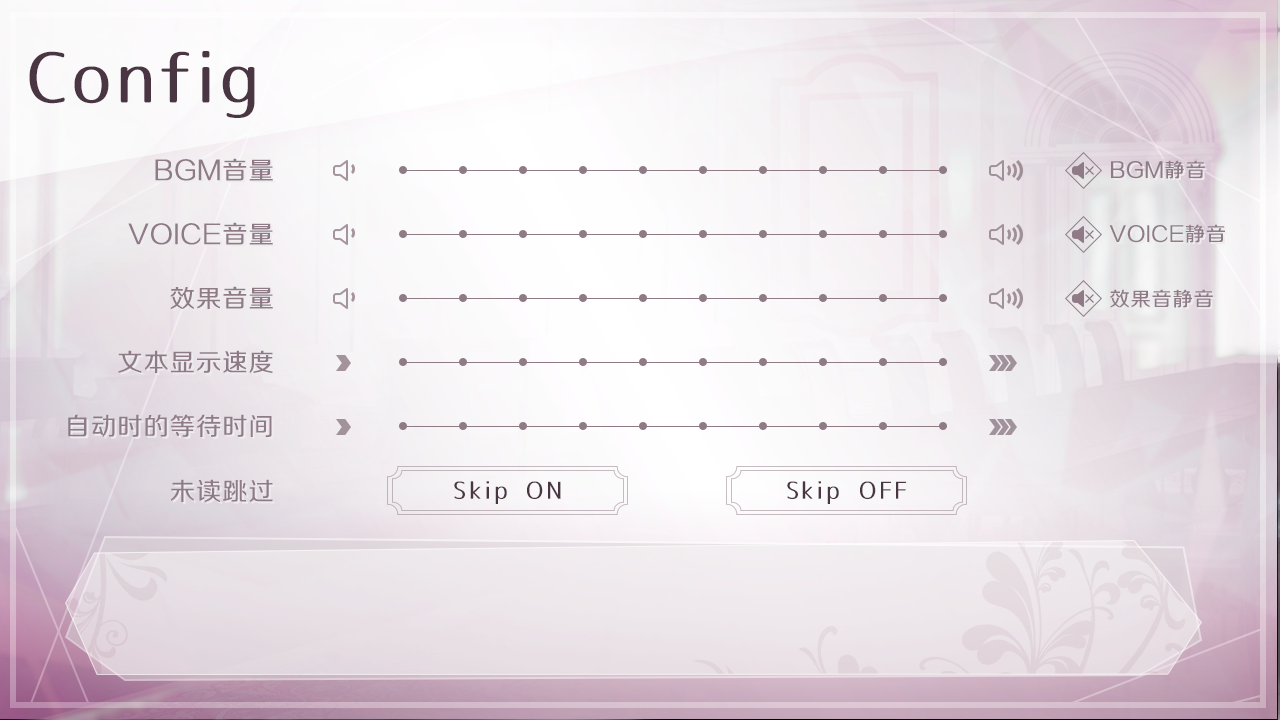 Config
BGM音量 BGM静音
VOICE音量 VOICE静音
效果音量 效果音静音
文本显示速度
自动时的等待时间
未读跳过 Skip ON Skip OFF